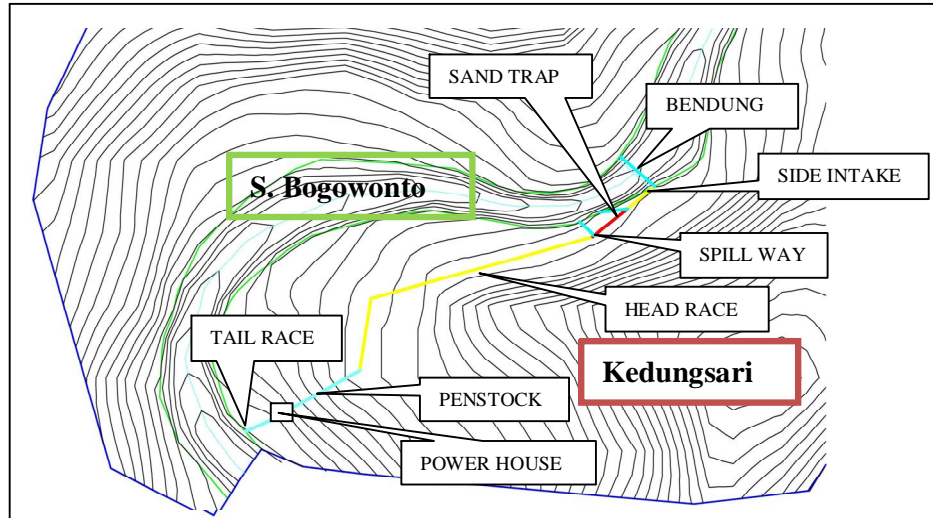 SAND TRAP
BENDUNG
S. Bogowonto
SIDE INTAKE
SPILL WAY
HEAD RACE
TAIL RACE
Kedungsari
PENSTOCK
POWER HOUSE